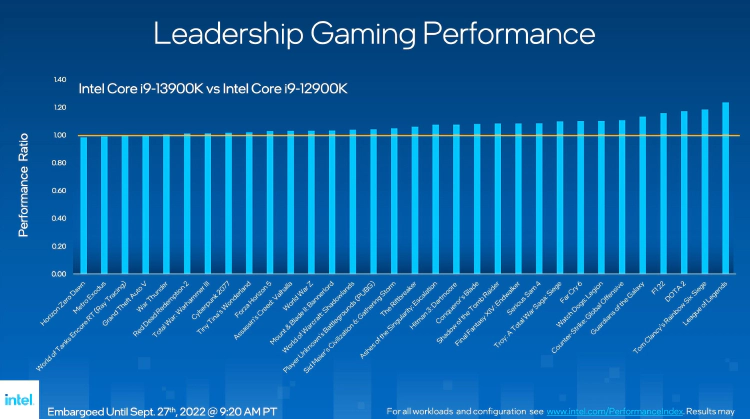 Leadership Gaming Performance
Intel Core i9-13900K vs Intel Core i9-12900K
Performance Ratio
1.40
1.20
1.00
0.80
0.60
0.40
0.20
0.00
Horizon Zero Dawn
Metro Exodus
World of Tanks Encore RT (Ray Tracing)
Grand Theft Auto V
War Thunder
Red Dead Redemption 2
Total War: Warhammer III
Cyberpunk 2077
Tiny Tina's Wonderland
Forza Horizon 5
Assassin's Creed: Valhalla
World War Z
Mount & Blade II: Bannerlord
World of Warcraft: Shadowlands
Player Unknown's Battlegrounds (PUBG)
Sid Meier's Civilization 6: Gathering Storm
The Riftbreaker
Ashes of the Singularity: Escalation
Hitman 3: Dartmoore
Conqueror's Blade
Shadow of the Tomb Raider
Final Fantasy XIV: Endwalker
Serious Sam 4
Troy: A Total War Saga: Siege
Far Cry 6
Watch Dogs: Legion
Counter-Strike: Global Offensive
Guardians of the Galaxy
F1 22
DOTA 2
Tom Clancy's Rainbow Six: Siege
League of Legends
intel.
Embargoed Until Sept. 27th, 2022 @ 9:20 AM PT
For all workloads and configuration see www.intel.com/PerformanceIndex. Results may